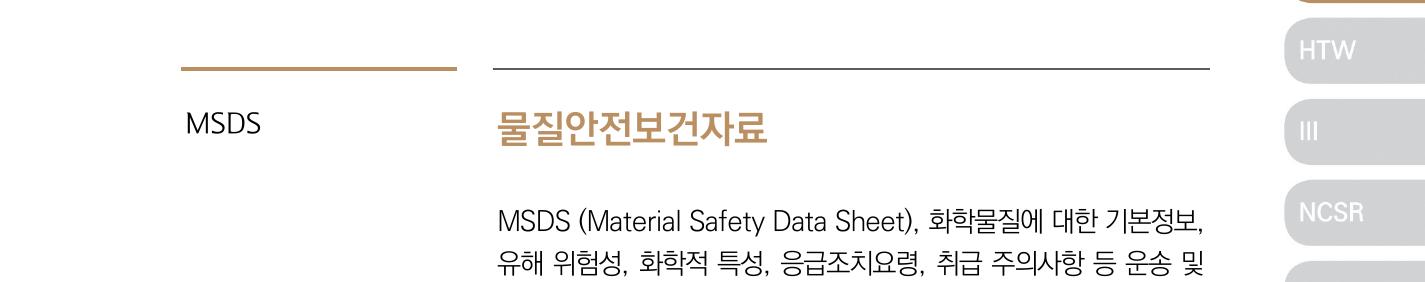 HTW
MSDS
물질안전보건자료
III
MSDS (Material Safety Data Sheet), 화학물질에 대한 기본정보,
NCSR
유해 위험성, 화학적 특성, 응급조치요령, 취급 주의사항 등 운송 및